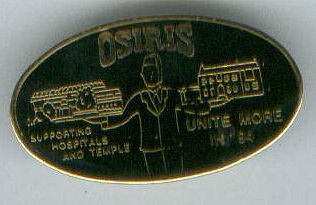 OSIRIS
SUPPORTING
HOSPITALS
AND TEMPLE
UNITE MORE
IN '84